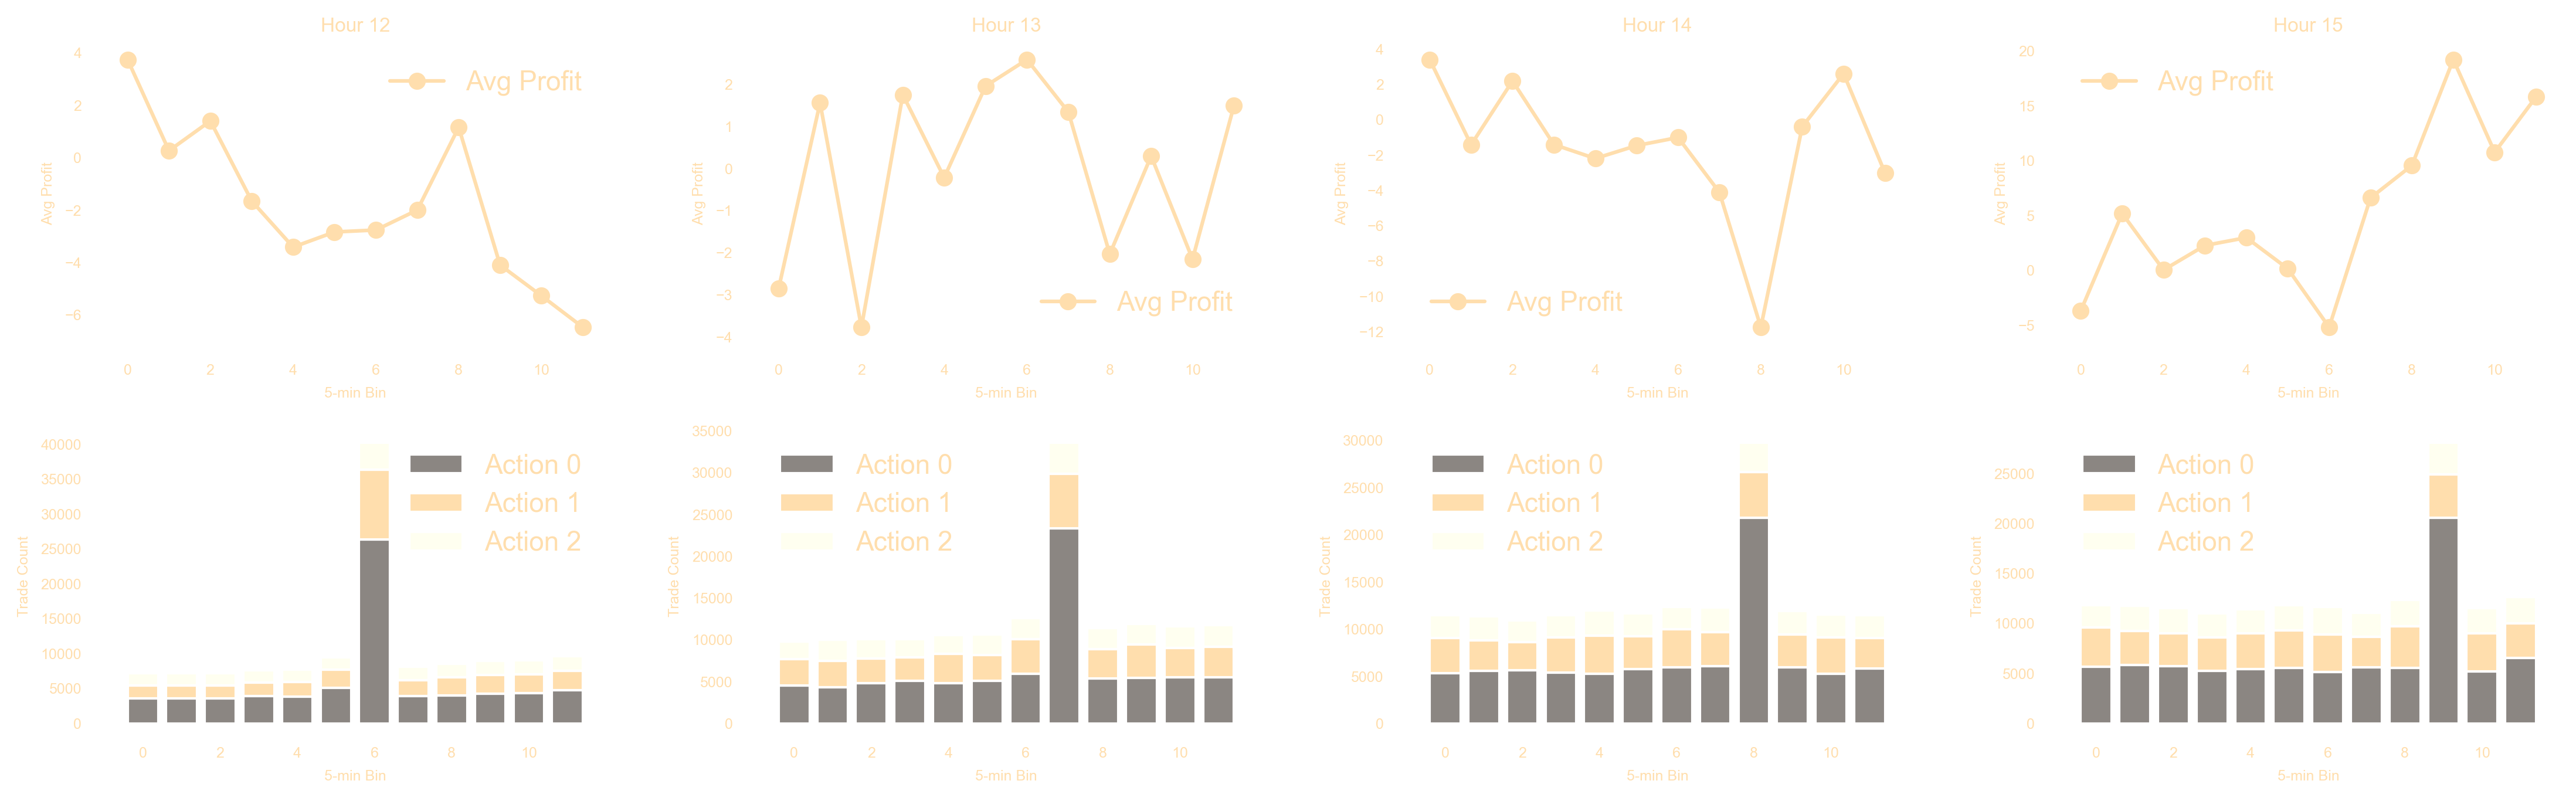 Hour 12
4
2
0
−2
−4
−6
Avg Profit
Avg Profit
0 2 4 6 8 10
5-min Bin
Hour 13
2
1
0
−1
−2
−3
−4
Avg Profit
Avg Profit
0 2 4 6 8 10
5-min Bin
Hour 14
4
2
0
−2
−4
−6
−8
−10
−12
Avg Profit
Avg Profit
0 2 4 6 8 10
5-min Bin
Hour 15
20
15
10
5
0
−5
Avg Profit
Avg Profit
0 2 4 6 8 10
5-min Bin
40000
35000
30000
25000
20000
15000
10000
5000
0
Trade Count
Action 0
Action 1
Action 2
0 2 4 6 8 10
5-min Bin
35000
30000
25000
20000
15000
10000
5000
0
Trade Count
Action 0
Action 1
Action 2
0 2 4 6 8 10
5-min Bin
30000
25000
20000
15000
10000
5000
0
Trade Count
Action 0
Action 1
Action 2
0 2 4 6 8 10
5-min Bin
25000
20000
15000
10000
5000
0
Trade Count
Action 0
Action 1
Action 2
0 2 4 6 8 10
5-min Bin